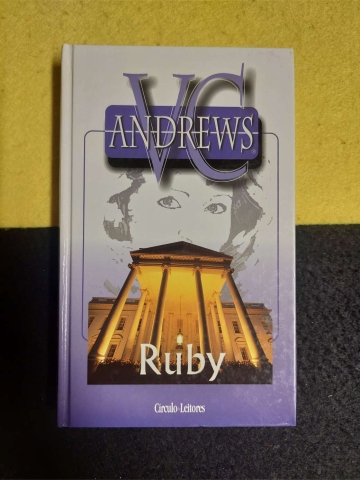 VC
ANDREWS
Ruby
Círculo-Leitores